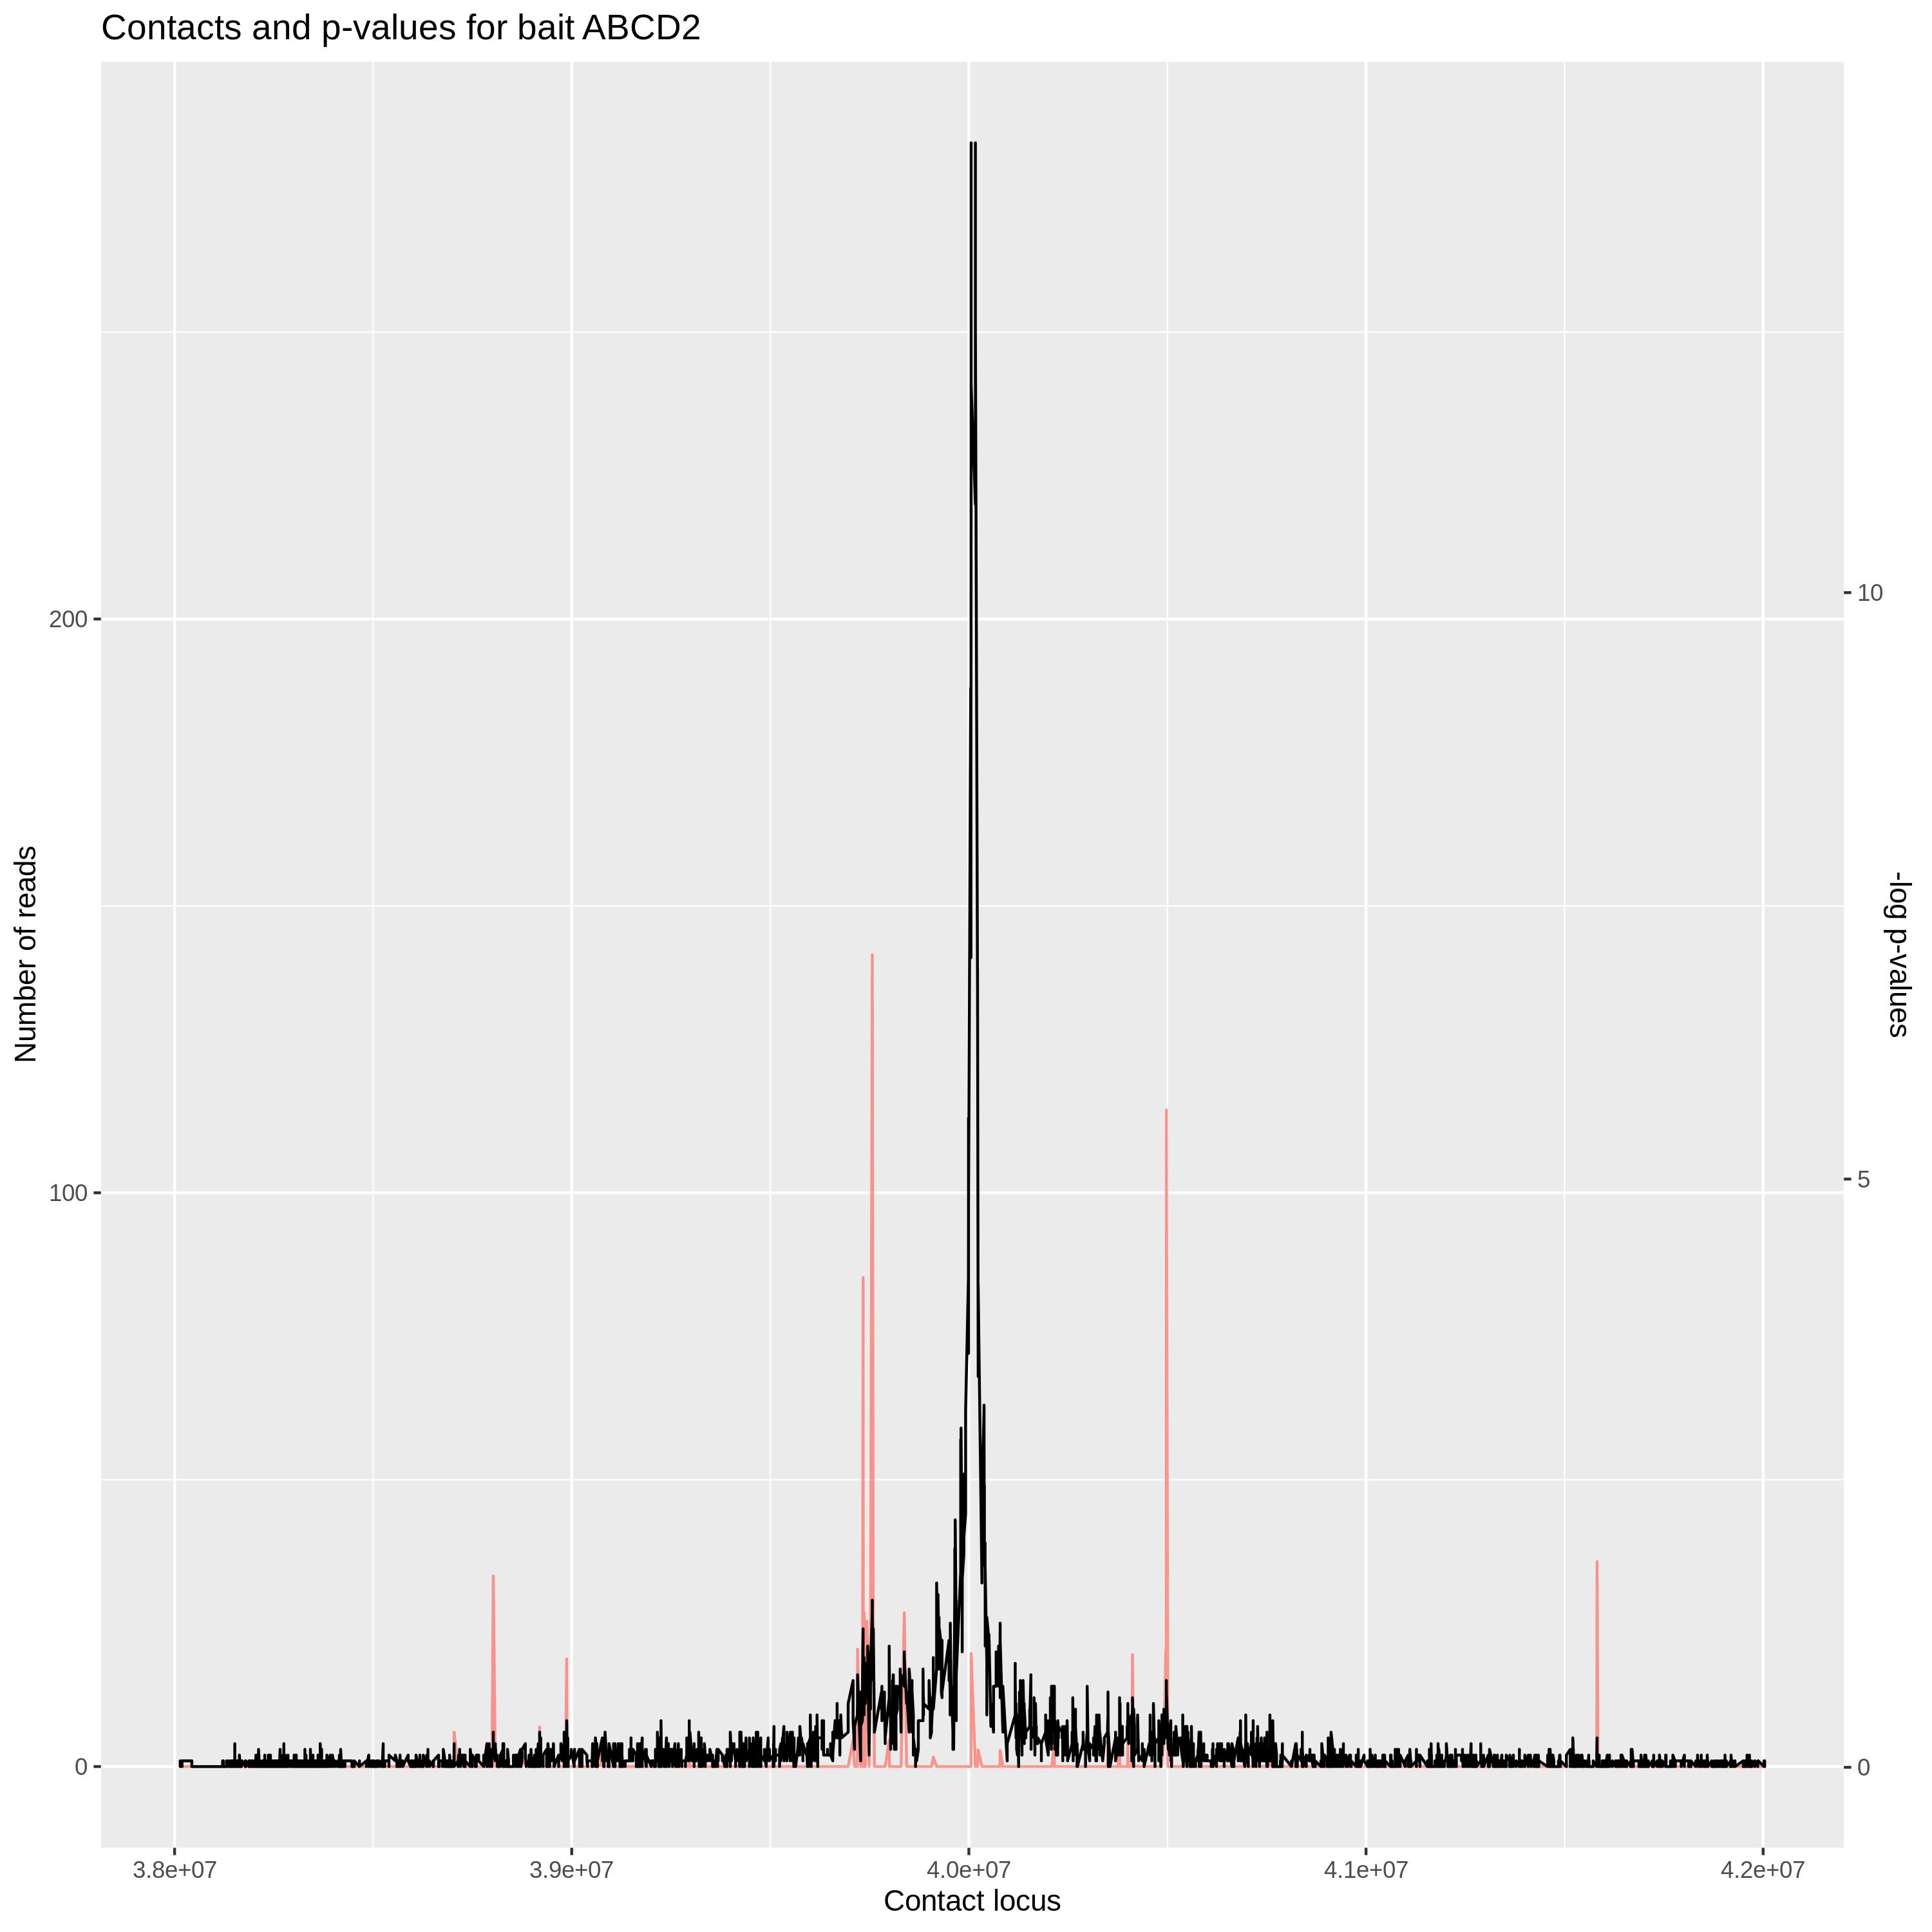 Contacts and p-values for bait ABCD2
Number of reads
200
100
0
10
5
0
-log p-values
3.8e+07
3.9e+07
4.0e+07
4.1e+07
4.2e+07
Contact locus